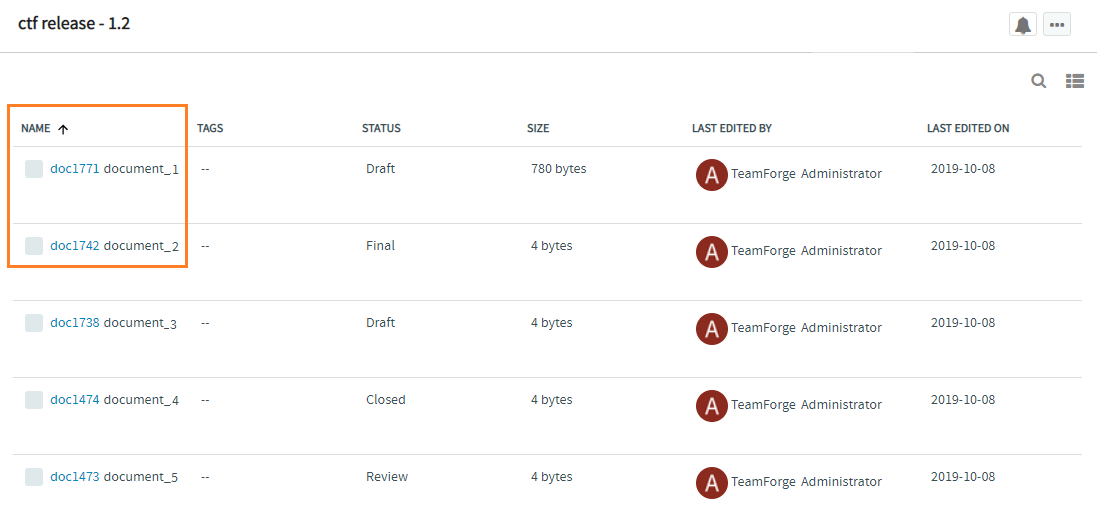 ctf release - 1.2
NAME TAGS STATUS SIZE LAST EDITED BY LAST EDITED ON
doc1771 document_1 -- Draft 780 bytes A TeamForge Administrator 2019-10-08
doc1742 document_2 -- Final 4 bytes A TeamForge Administrator 2019-10-08
doc1738 document_3 -- Draft 4 bytes A TeamForge Administrator 2019-10-08
doc1474 document_4 -- Closed 4 bytes A TeamForge Administrator 2019-10-08
doc1473 document_5 -- Review 4 bytes A TeamForge Administrator 2019-10-08